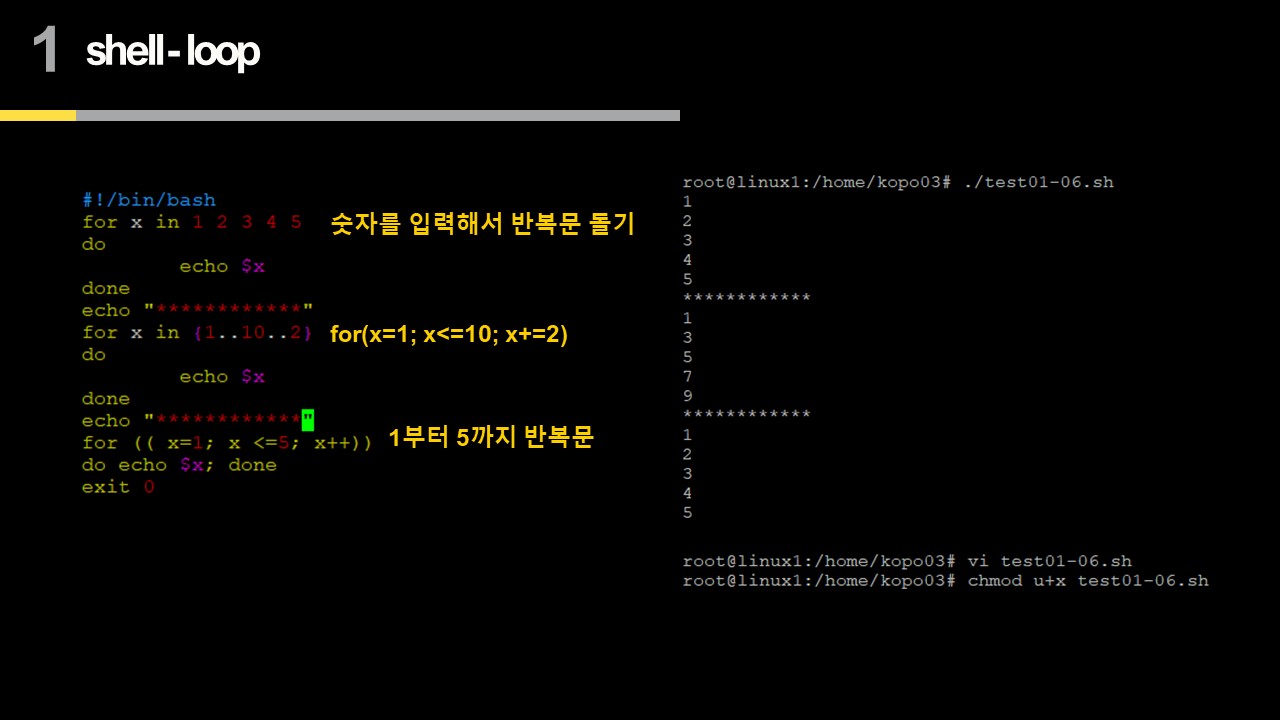 1 shell - loop
#!/bin/bash
for x in 1 2 3 4 5 숫자를 입력해서 반복문 돌기
do
echo $x
done
echo "************"
for x in {1..10..2} for(x=1; x<=10; x+=2)
do
echo $x
done
echo "************"
for (( x=1; x <=5; x++)) 1부터 5까지 반복문
do echo $x; done
exit 0
root@linux1:/home/kopo03# ./test01-06.sh
1
2
3
4
5
************
1
3
5
7
9
************
1
2
3
4
5
root@linux1:/home/kopo03# vi test01-06.sh
root@linux1:/home/kopo03# chmod u+x test01-06.sh